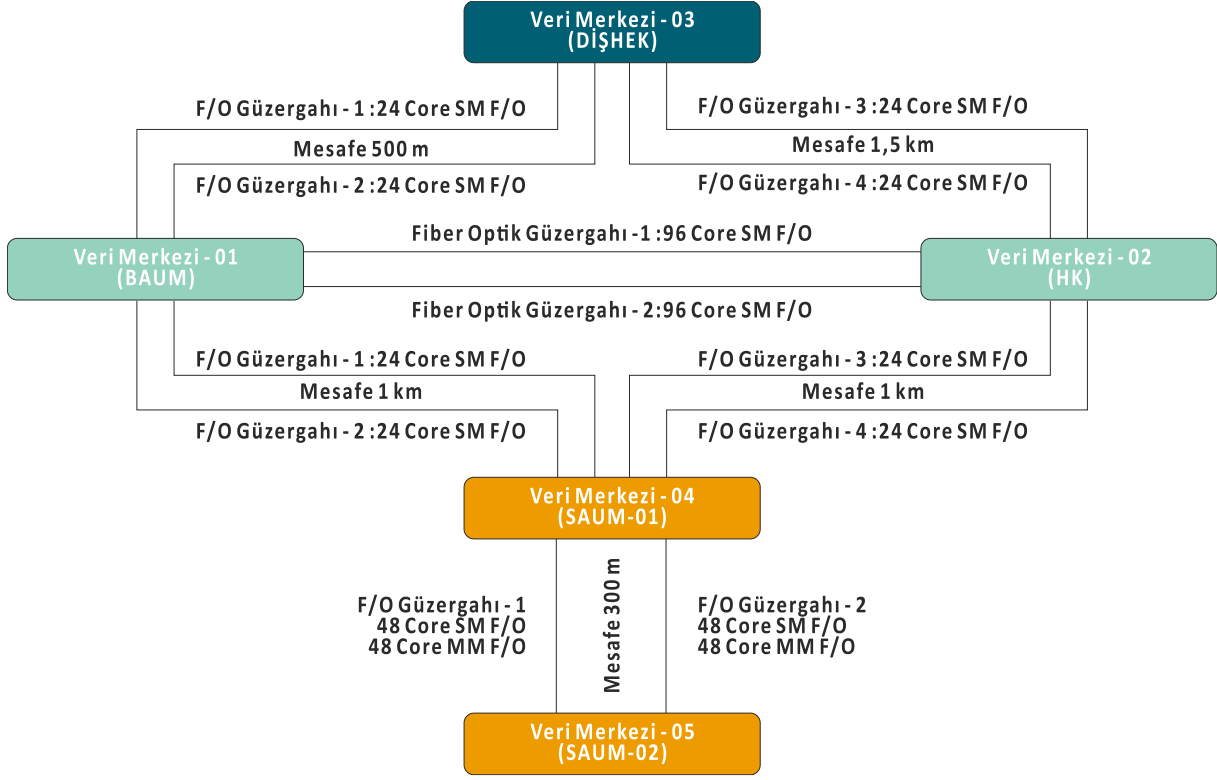 Veri Merkezi - 03
(DİŞHEK)
F/O Güzergahı - 1 :24 Core SM F/O
F/O Güzergahı - 3 :24 Core SM F/O
Mesafe 500 m
Mesafe 1,5 km
F/O Güzergahı - 2 :24 Core SM F/O
F/O Güzergahı - 4 :24 Core SM F/O
Fiber Optik Güzergahı -1 :96 Core SM F/O
Veri Merkezi - 01
(BAUM)
Veri Merkezi - 02
(HK)
Fiber Optik Güzergahı - 2:96 Core SM F/O
F/O Güzergahı - 1 :24 Core SM F/O
F/O Güzergahı - 3 :24 Core SM F/O
Mesafe 1 km
Mesafe 1 km
F/O Güzergahı - 2 :24 Core SM F/O
F/O Güzergahı - 4 :24 Core SM F/O
Veri Merkezi - 04
(SAUM-01)
F/O Güzergahı - 1
48 Core SM F/O
48 Core MM F/O
Mesafe 300 m
F/O Güzergahı - 2
48 Core SM F/O
48 Core MM F/O
Veri Merkezi - 05
(SAUM-02)